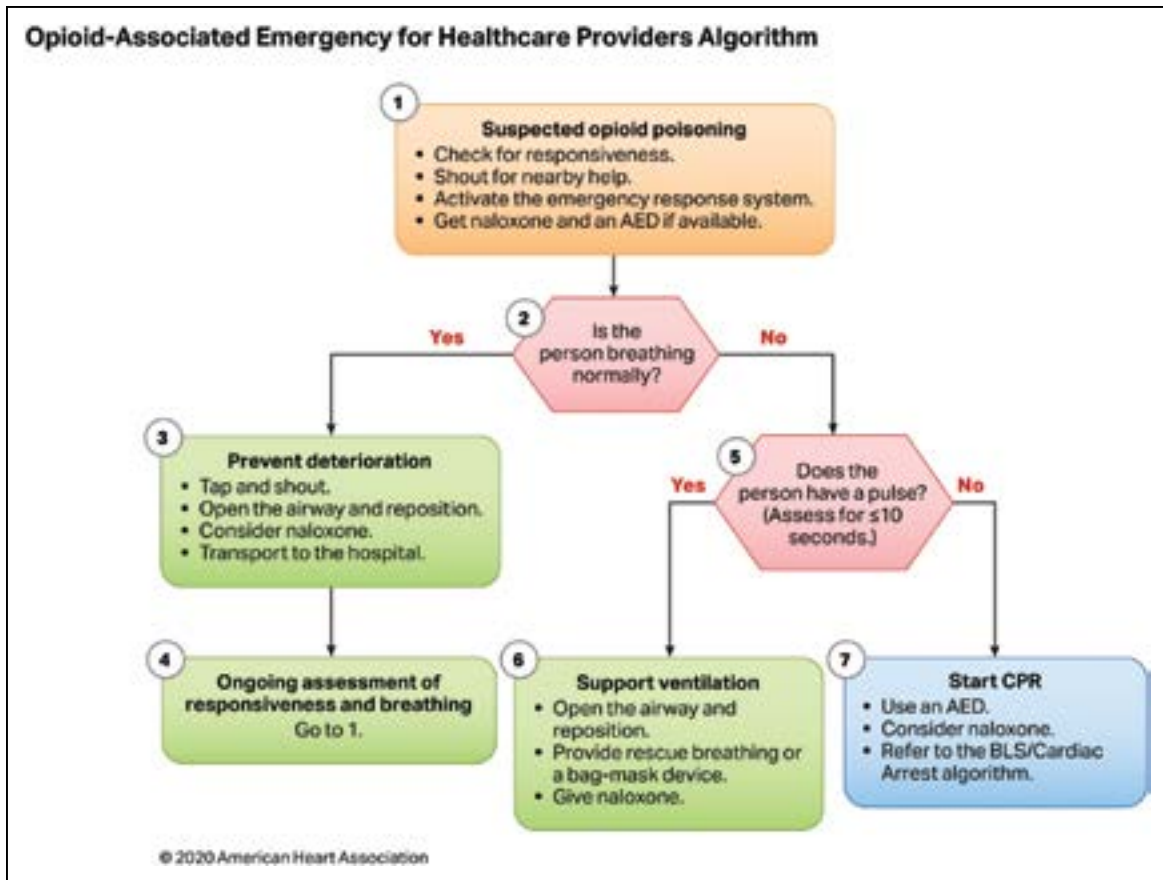 Opioid-Associated Emergency for Healthcare Providers Algorithm
1
Suspected opioid poisoning
• Check for responsiveness.
• Shout for nearby help.
• Activate the emergency response system.
• Get naloxone and an AED if available.
2
Is the
person breathing
normally?
Yes
No
3
Prevent deterioration
• Tap and shout.
• Open the airway and reposition.
• Consider naloxone.
• Transport to the hospital.
4
Ongoing assessment of
responsiveness and breathing
Go to 1.
5
Does the
person have a pulse?
(Assess for ≤10
seconds.)
Yes
No
6
Support ventilation
• Open the airway and
reposition.
• Provide rescue breathing or
a bag-mask device.
• Give naloxone.
7
Start CPR
• Use an AED.
• Consider naloxone.
• Refer to the BLS/Cardiac
Arrest algorithm.
© 2020 American Heart Association